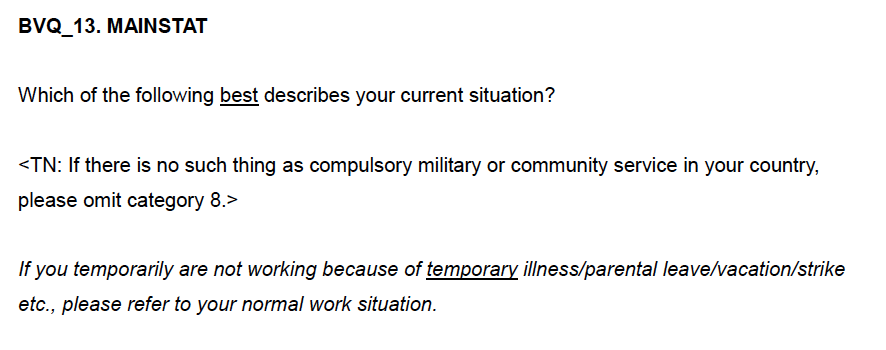 BVQ_13. MAINSTAT
Which of the following best describes your current situation?
<TN: If there is no such thing as compulsory military or community service in your country,
please omit category 8.>
If you temporarily are not working because of temporary illness/parental leave/vacation/strike
etc., please refer to your normal work situation.